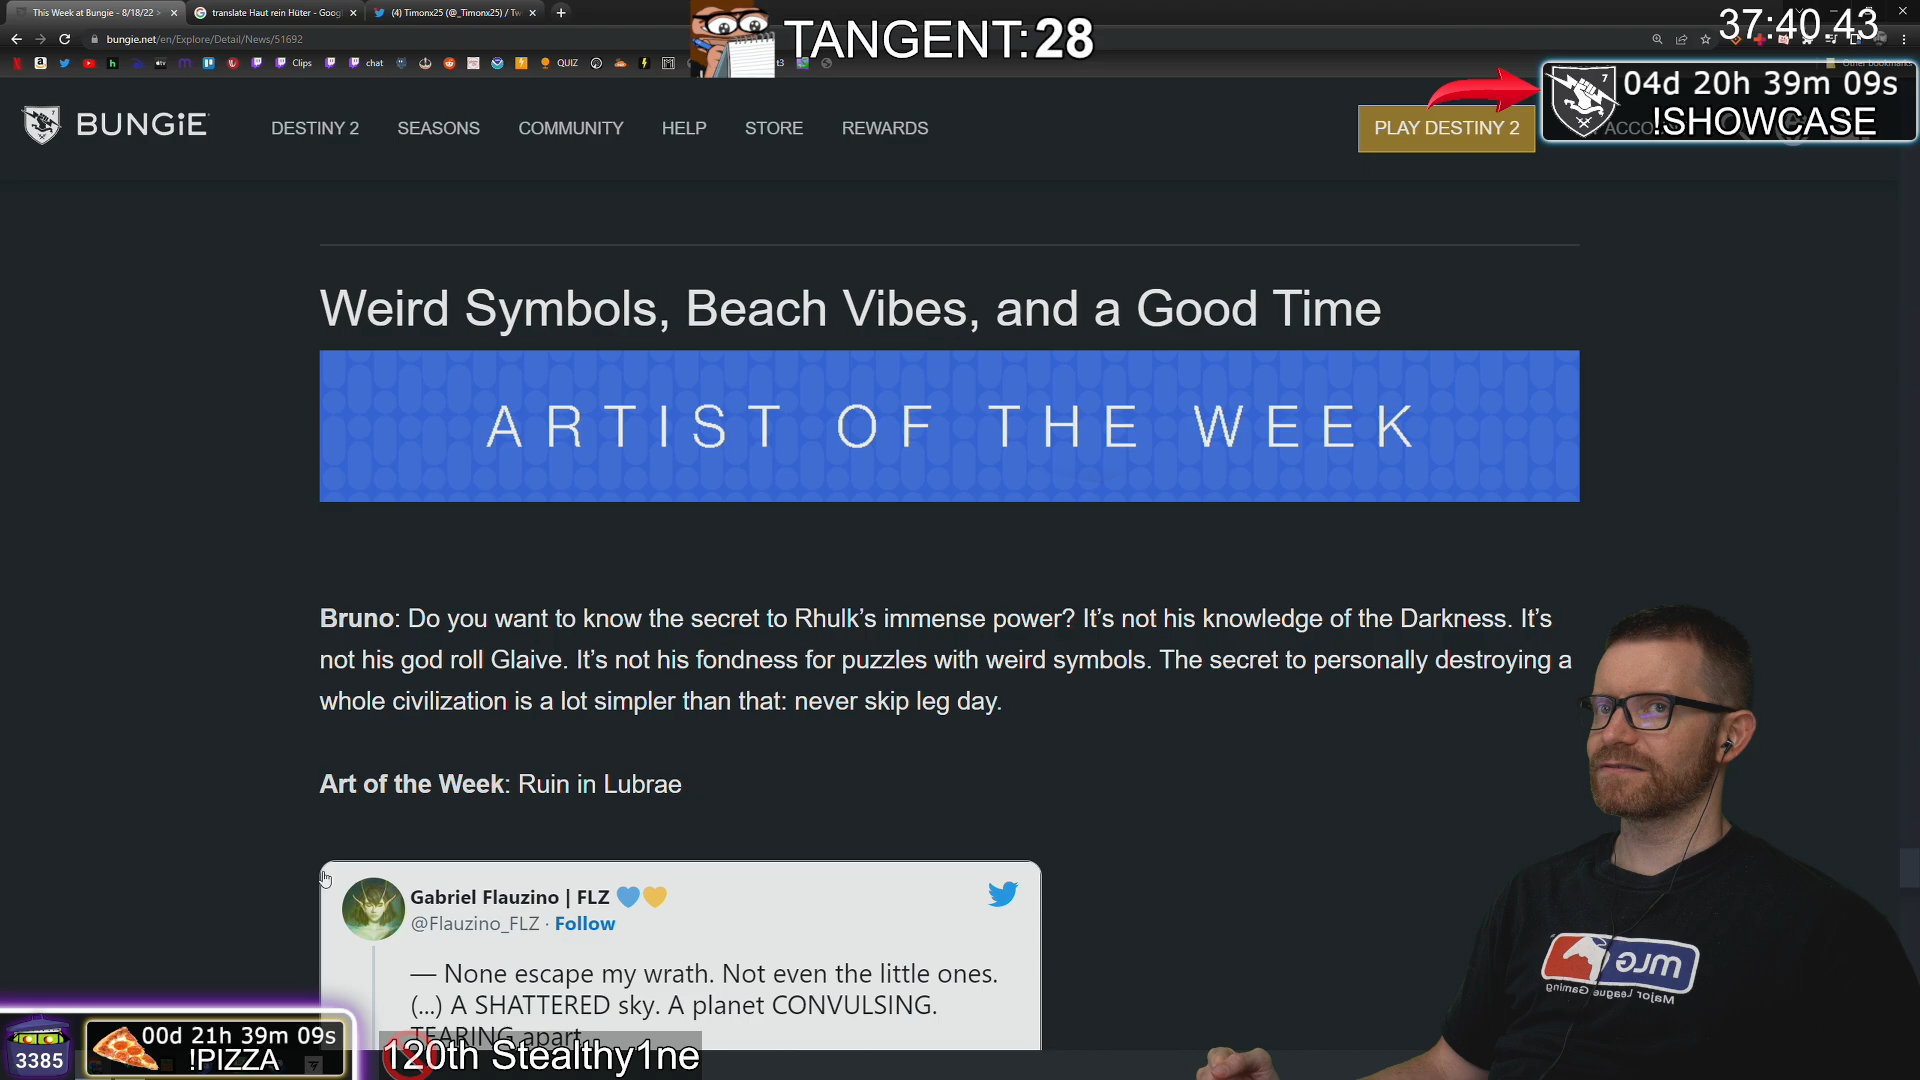 This Week at Bungie - 8/18/22 >
translate Haut rein Hüter - Goog
(4) Timonx25 (@_Timonx25) / Tw
TANGENT: 28
37:40.43
bungie.net/en/Explore/Detail/News/51692
Clips
chat
QUIZ
Other bookmarks
04d 20h 39m 09s
!SHOWCASE
BUNGiE
DESTINY 2
SEASONS
COMMUNITY
HELP
STORE
REWARDS
PLAY DESTINY 2
Weird Symbols, Beach Vibes, and a Good Time
ARTIST OF THE WEEK
Bruno: Do you want to know the secret to Rhulk’s immense power? It’s not his knowledge of the Darkness. It’s
not his god roll Glaive. It’s not his fondness for puzzles with weird symbols. The secret to personally destroying a
whole civilization is a lot simpler than that: never skip leg day.
Art of the Week: Ruin in Lubrae
Gabriel Flauzino | FLZ
@Flauzino_FLZ · Follow
— None escape my wrath. Not even the little ones.
(...) A SHATTERED sky. A planet CONVULSING.
TEARING apart
mLG
Major League Gaming
3385
00d 21h 39m 09s
!PIZZA
120th Stealthy1ne